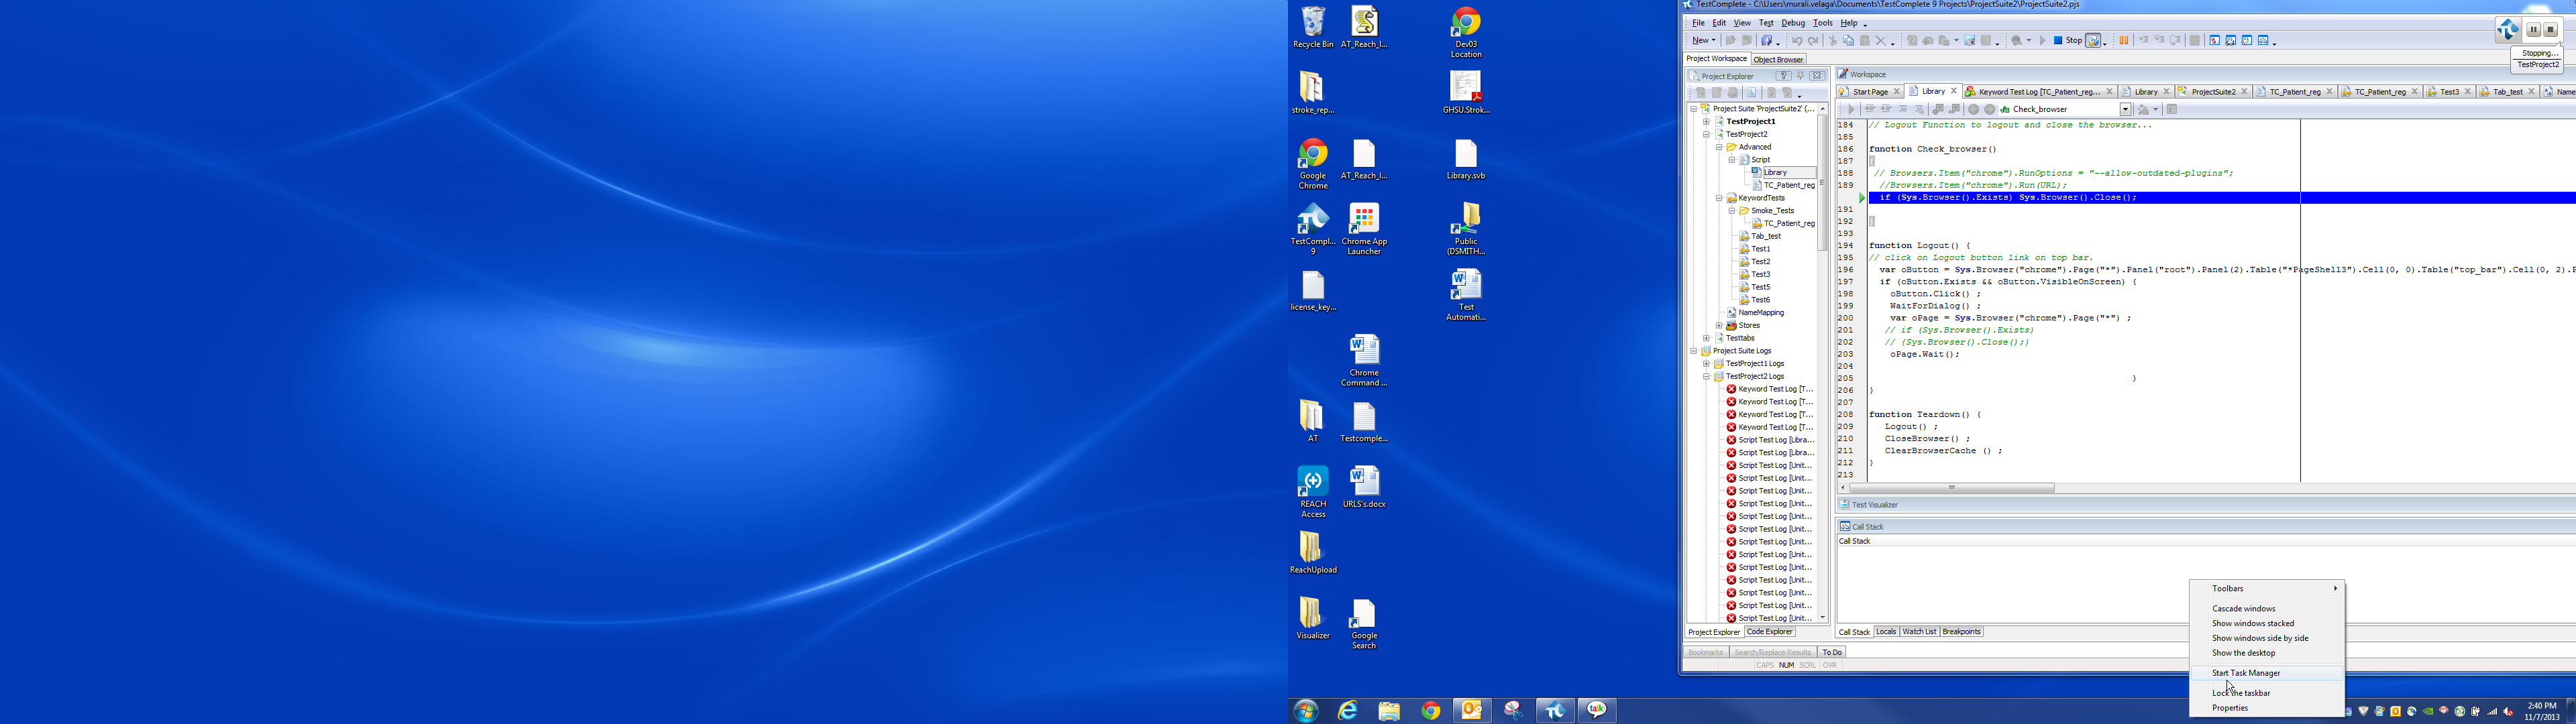 Recycle Bin
AT_Reach_I...
Dev03
Location
stroke_rep...
GHSU.Strok...
Google
Chrome
AT_Reach_I...
Library.svb
TestCompl...
9
Chrome App
Launcher
Public
(DSMITH...
license_key...
Test
Automati...
Chrome
Command ...
AT
Testcomple...
REACH
Access
URLS's.docx
ReachUpload
Visualizer
Google
Search
TestComplete - C:\Users\murali.velaga\Documents\TestComplete 9 Projects\ProjectSuite2\ProjectSuite2.pjs
File Edit View Test Debug Tools Help
New
Stop
Stopping...
TestProject2
Project Workspace Object Browser
Project Explorer
Project Suite 'ProjectSuite2' (...
TestProject1
TestProject2
Advanced
Script
Library
TC_Patient_reg
KeywordTests
Smoke_Tests
TC_Patient_reg
Tab_test
Test1
Test2
Test3
Test5
Test6
NameMapping
Stores
Testtabs
Project Suite Logs
TestProject1 Logs
TestProject2 Logs
Keyword Test Log [T...
Keyword Test Log [T...
Keyword Test Log [T...
Keyword Test Log [T...
Script Test Log [Libra...
Script Test Log [Libra...
Script Test Log [Unit...
Script Test Log [Unit...
Script Test Log [Unit...
Script Test Log [Unit...
Script Test Log [Unit...
Script Test Log [Unit...
Script Test Log [Unit...
Script Test Log [Unit...
Script Test Log [Unit...
Script Test Log [Unit...
Script Test Log [Unit...
Script Test Log [Unit...
Script Test Log [Unit...
Project Explorer Code Explorer
Workspace
Start Page Library Keyword Test Log [TC_Patient_reg... Library ProjectSuite2 TC_Patient_reg TC_Patient_reg Test3 Tab_test Name
Check_browser
184 // Logout Function to logout and close the browser...
185
186 function Check_browser()
187 {
188 // Browsers.Item("chrome").RunOptions = "--allow-outdated-plugins";
189 //Browsers.Item("chrome").Run(URL);
if (Sys.Browser().Exists) Sys.Browser().Close();
191
192 }
193
194 function Logout() {
195 // click on Logout button link on top bar.
196 var oButton = Sys.Browser("chrome").Page("*").Panel("root").Panel(2).Table("*PageShell3").Cell(0, 0).Table("top_bar").Cell(0, 2).P
197 if (oButton.Exists && oButton.VisibleOnScreen) {
198 oButton.Click() ;
199 WaitForDialog() ;
200 var oPage = Sys.Browser("chrome").Page("*") ;
201 // if (Sys.Browser().Exists)
202 // (Sys.Browser().Close();)
203 oPage.Wait();
204
205 }
206 }
207
208 function Teardown() {
209 Logout() ;
210 CloseBrowser() ;
211 ClearBrowserCache () ;
212 }
213
Test Visualizer
Call Stack
Call Stack
Call Stack Locals Watch List Breakpoints
Bookmarks Search/Replace Results To Do
CAPS NUM SCRL OVR
Toolbars
Cascade windows
Show windows stacked
Show windows side by side
Show the desktop
Start Task Manager
Lock the taskbar
Properties
talk
2:40 PM
11/7/2013